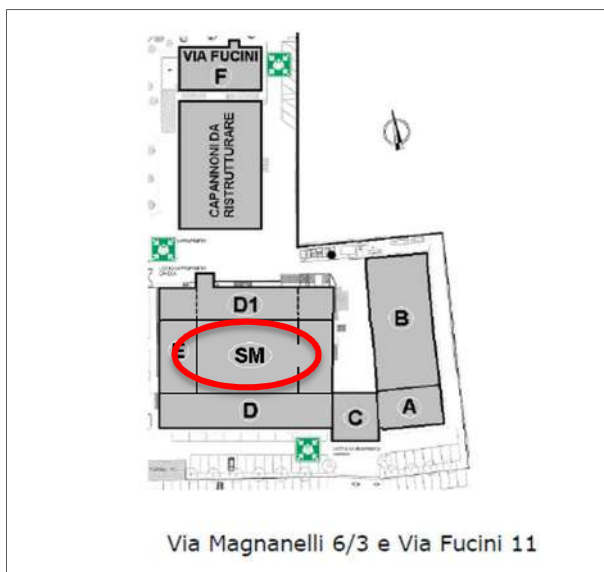 VIA FUCINI
F
CAPANNONI DA
RISTRUTTURARE
D1
B
E
SM
D
C
A
Via Magnanelli 6/3 e Via Fucini 11